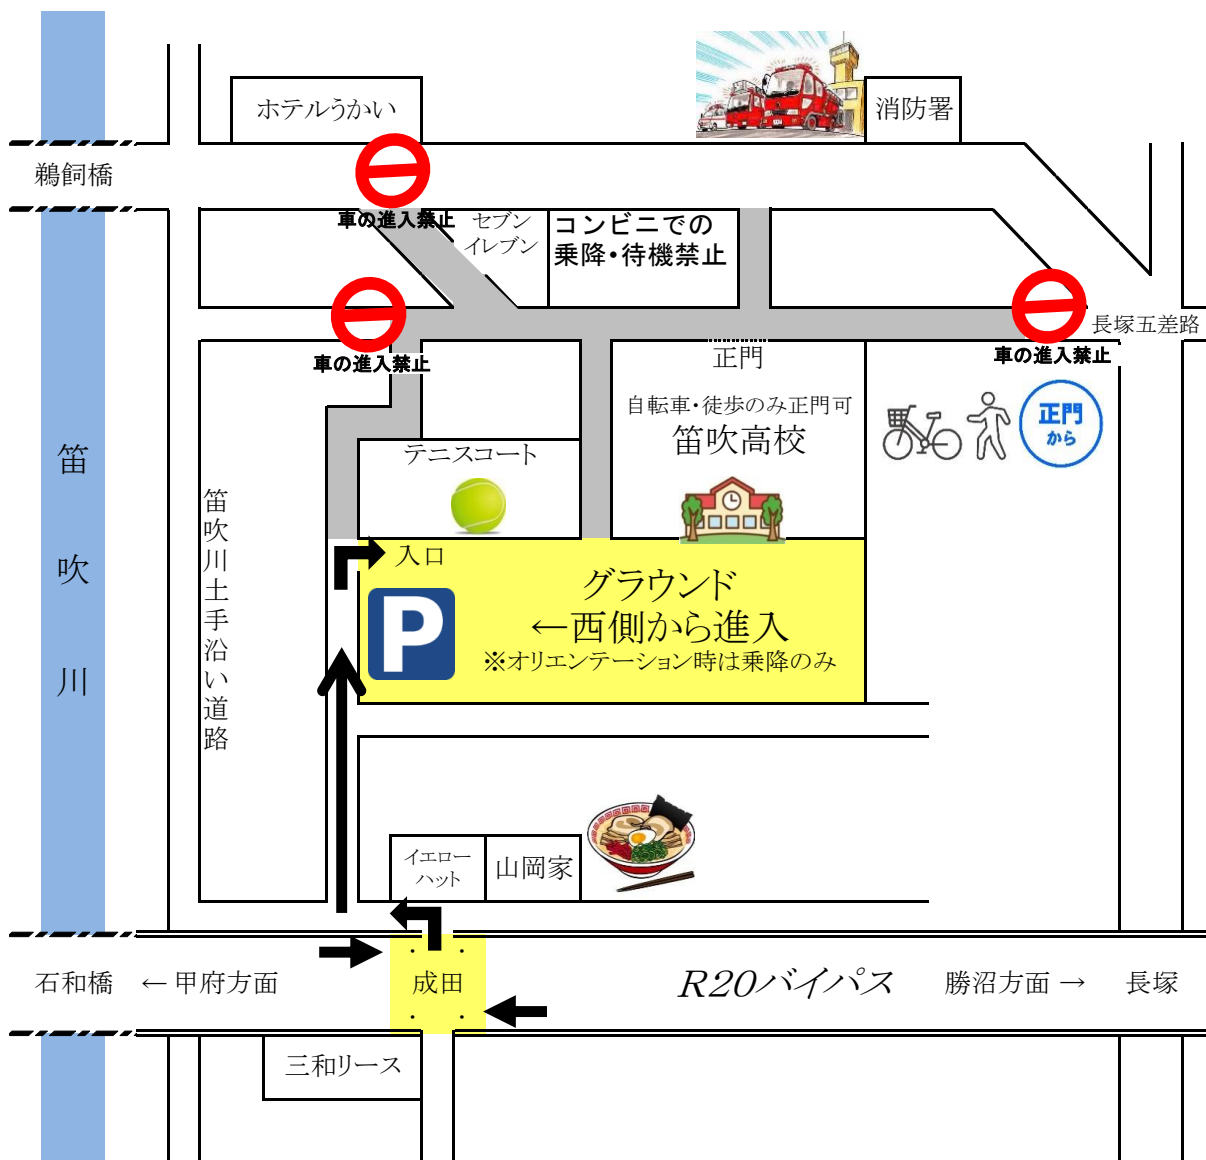 ホテルうかい
消防署
鵜飼橋
車の進入禁止
セブン
イレブン
コンビニでの
乗降・待機禁止
長塚五差路
車の進入禁止
車の進入禁止
正門
自転車・徒歩のみ正門可
笛吹高校
正門
から
テニスコート
笛吹川
笛吹川土手沿い道路
入口
P
グラウンド
←西側から進入
※オリエンテーション時は乗降のみ
イエロー
ハット
山岡家
石和橋 ← 甲府方面
成田
R20バイパス
勝沼方面 → 長塚
三和リース